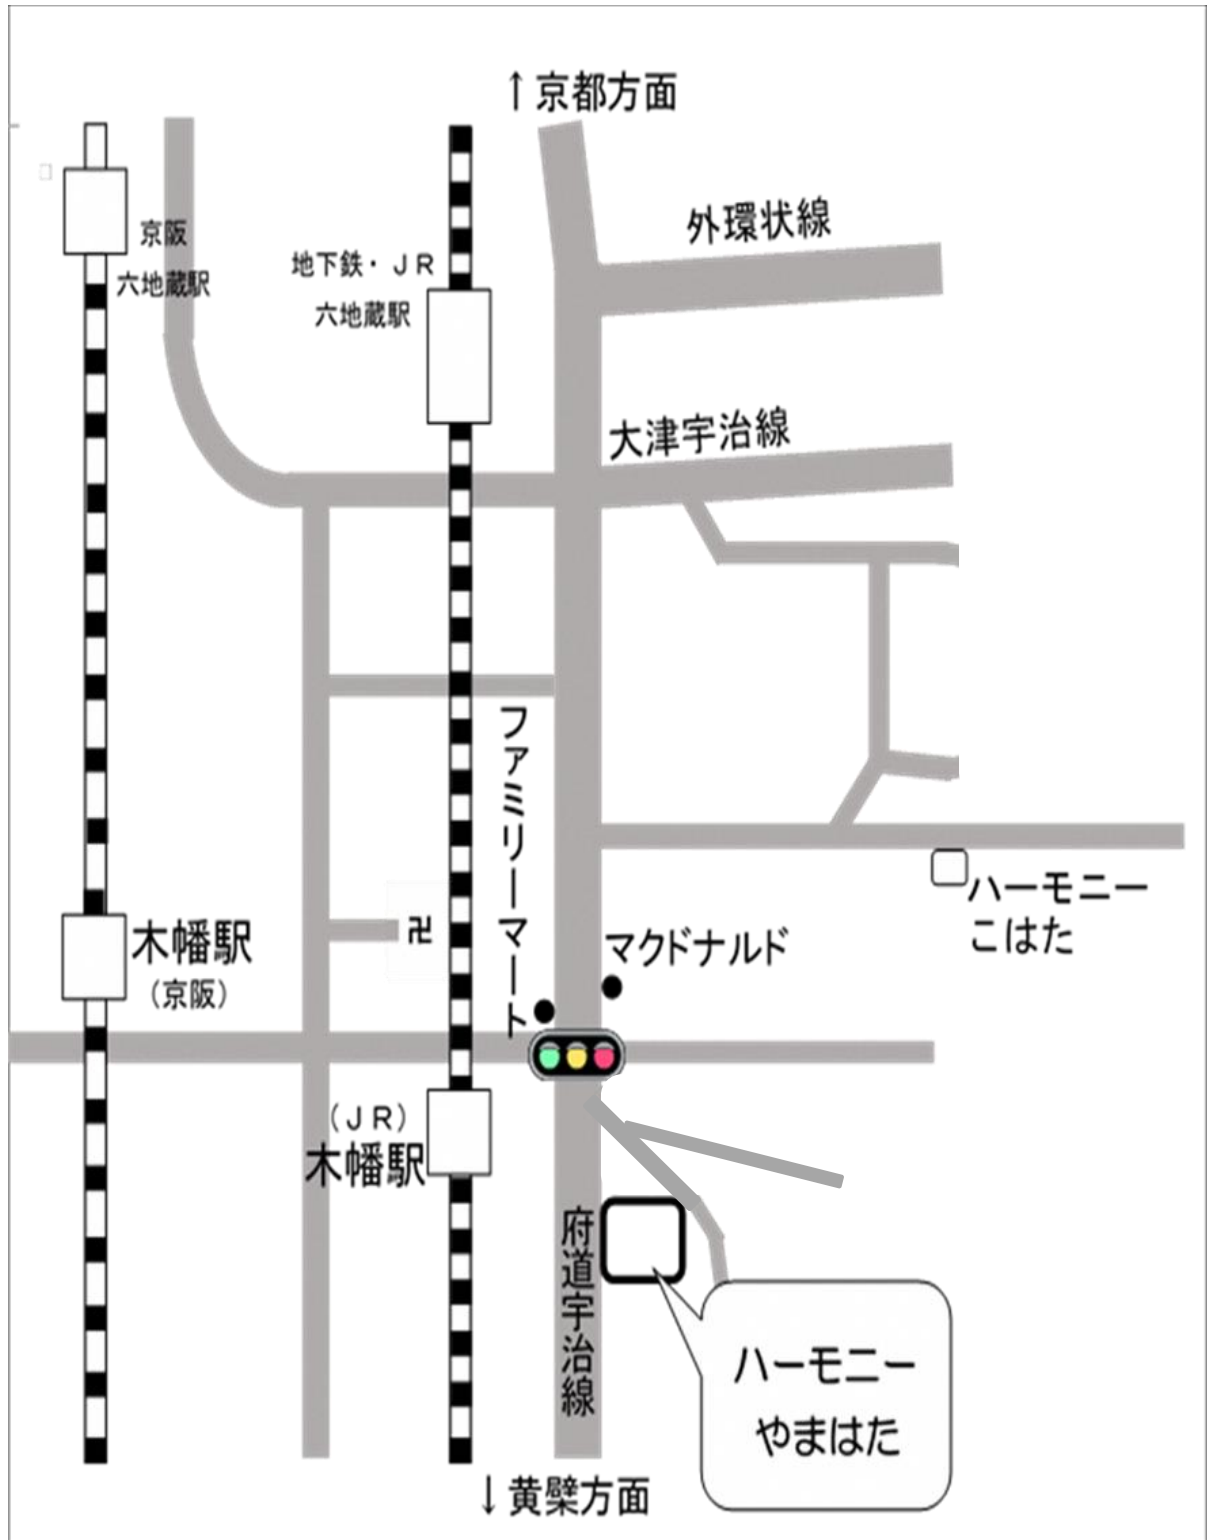 ↑京都方面
外環状線
京阪
六地蔵駅
地下鉄・JR
六地蔵駅
大津宇治線
ファミリーマート
卍
ハーモニー
こはた
マクドナルド
木幡駅
(京阪)
(JR)
木幡駅
府道宇治線
ハーモニー
やまはた
↓黄檗方面